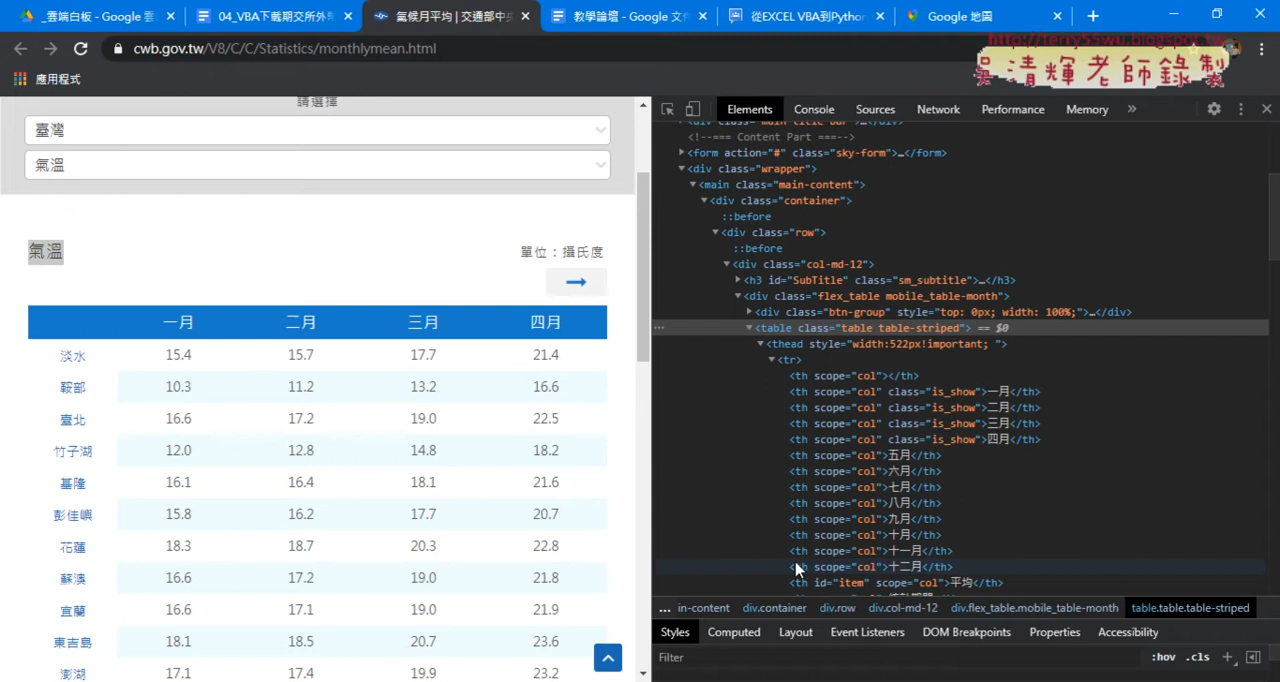 _雲端白板 - Google 雲
04_VBA下載期交所外幣
氣候月平均 | 交通部中央
教學論壇 - Google 文件
從EXCEL VBA到Python
Google 地圖
cwb.gov.tw/V8/C/C/Statistics/monthlymean.html
http://terry55wu.blogspot.tw
吳清輝老師錄製
應用程式
請選擇
臺灣
氣溫
氣溫
單位：攝氏度
一月 二月 三月 四月
淡水 15.4 15.7 17.7 21.4
鞍部 10.3 11.2 13.2 16.6
臺北 16.6 17.2 19.0 22.5
竹子湖 12.0 12.8 14.8 18.2
基隆 16.1 16.4 18.1 21.6
彭佳嶼 15.8 16.2 17.7 20.7
花蓮 18.3 18.7 20.3 22.8
蘇澳 16.6 17.2 19.0 21.8
宜蘭 16.6 17.1 19.0 21.9
東吉島 18.1 18.5 20.7 23.6
澎湖 17.1 17.4 19.9 23.2
Elements Console Sources Network Performance Memory »
<!--=== Content Part ===-->
<form action="#" class="sky-form">…</form>
<div class="wrapper">
<main class="main-content">
<div class="container">
::before
<div class="row">
::before
<div class="col-md-12">
<h3 id="SubTitle" class="sm_subtitle">…</h3>
<div class="flex_table mobile_table-month">
<div class="btn-group" style="top: 0px; width: 100%;">…</div>
<table class="table table-striped"> == $0
<thead style="width:522px!important; ">
<tr>
<th scope="col"></th>
<th scope="col" class="is_show">一月</th>
<th scope="col" class="is_show">二月</th>
<th scope="col" class="is_show">三月</th>
<th scope="col" class="is_show">四月</th>
<th scope="col">五月</th>
<th scope="col">六月</th>
<th scope="col">七月</th>
<th scope="col">八月</th>
<th scope="col">九月</th>
<th scope="col">十月</th>
<th scope="col">十一月</th>
<th scope="col">十二月</th>
<th id="item" scope="col">平均</th>
... in-content div.container div.row div.col-md-12 div.flex_table.mobile_table-month table.table.table-striped
Styles Computed Layout Event Listeners DOM Breakpoints Properties Accessibility
Filter :hov .cls +